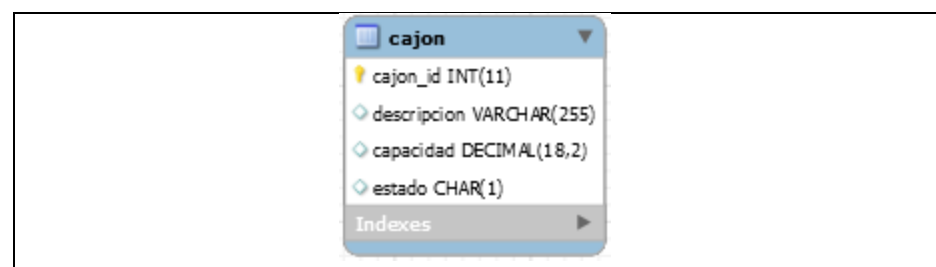 cajon
cajon_id INT(11)
descripcion VARCHAR(255)
capacidad DECIMAL(18,2)
estado CHAR(1)
Indexes